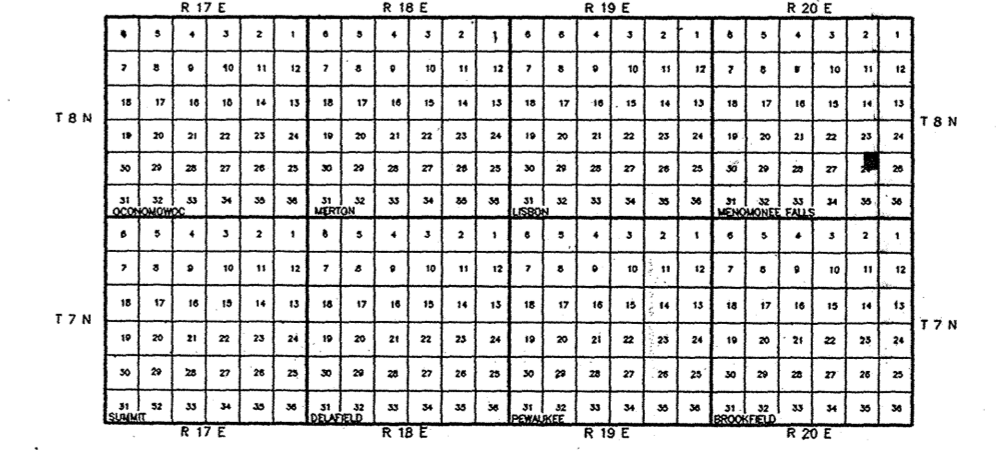 R 17 E R 18 E R 19 E R 20 E
6 5 4 3 2 1 6 5 4 3 2 1 6 5 4 3 2 1 6 5 4 3 2 1
7 8 9 10 11 12 7 8 9 10 11 12 7 8 9 10 11 12 7 8 9 10 11 12
18 17 16 15 14 13 18 17 16 15 14 13 18 17 16 15 14 13 18 17 16 15 14 13
T 8 N T 8 N
19 20 21 22 23 24 19 20 21 22 23 24 19 20 21 22 23 24 19 20 21 22 23 24
30 29 28 27 26 25 30 29 28 27 26 25 30 29 28 27 26 25 30 29 28 27
31 32 33 34 35 36 31 32 33 34 35 36 31 32 33 34 35 36 31 32 33 34 35 36
OCONOMOWOC MERTON LISBON MENOMONEE FALLS
6 5 4 3 2 1 6 5 4 3 2 1 6 5 4 3 2 1 6 5 4 3 2 1
7 8 9 10 11 12 7 8 9 10 11 12 7 8 9 10 11 12 7 8 9 10 11 12
18 17 16 15 14 13 18 17 16 15 14 13 18 17 16 15 14 13 18 17 16 15 14 13
T 7 N T 7 N
19 20 21 22 23 24 19 20 21 22 23 24 19 20 21 22 23 24 19 20 21 22 23 24
30 29 28 27 26 25 30 29 28 27 26 25 30 29 28 27 26 25 30 29 28 27 26 25
31 32 33 34 35 36 31 32 33 34 35 36 31 32 33 34 35 36 31 32 33 34 35 36
SUMMIT DELAFIELD PEWAUKEE BROOKFIELD
R 17 E R 18 E R 19 E R 20 E